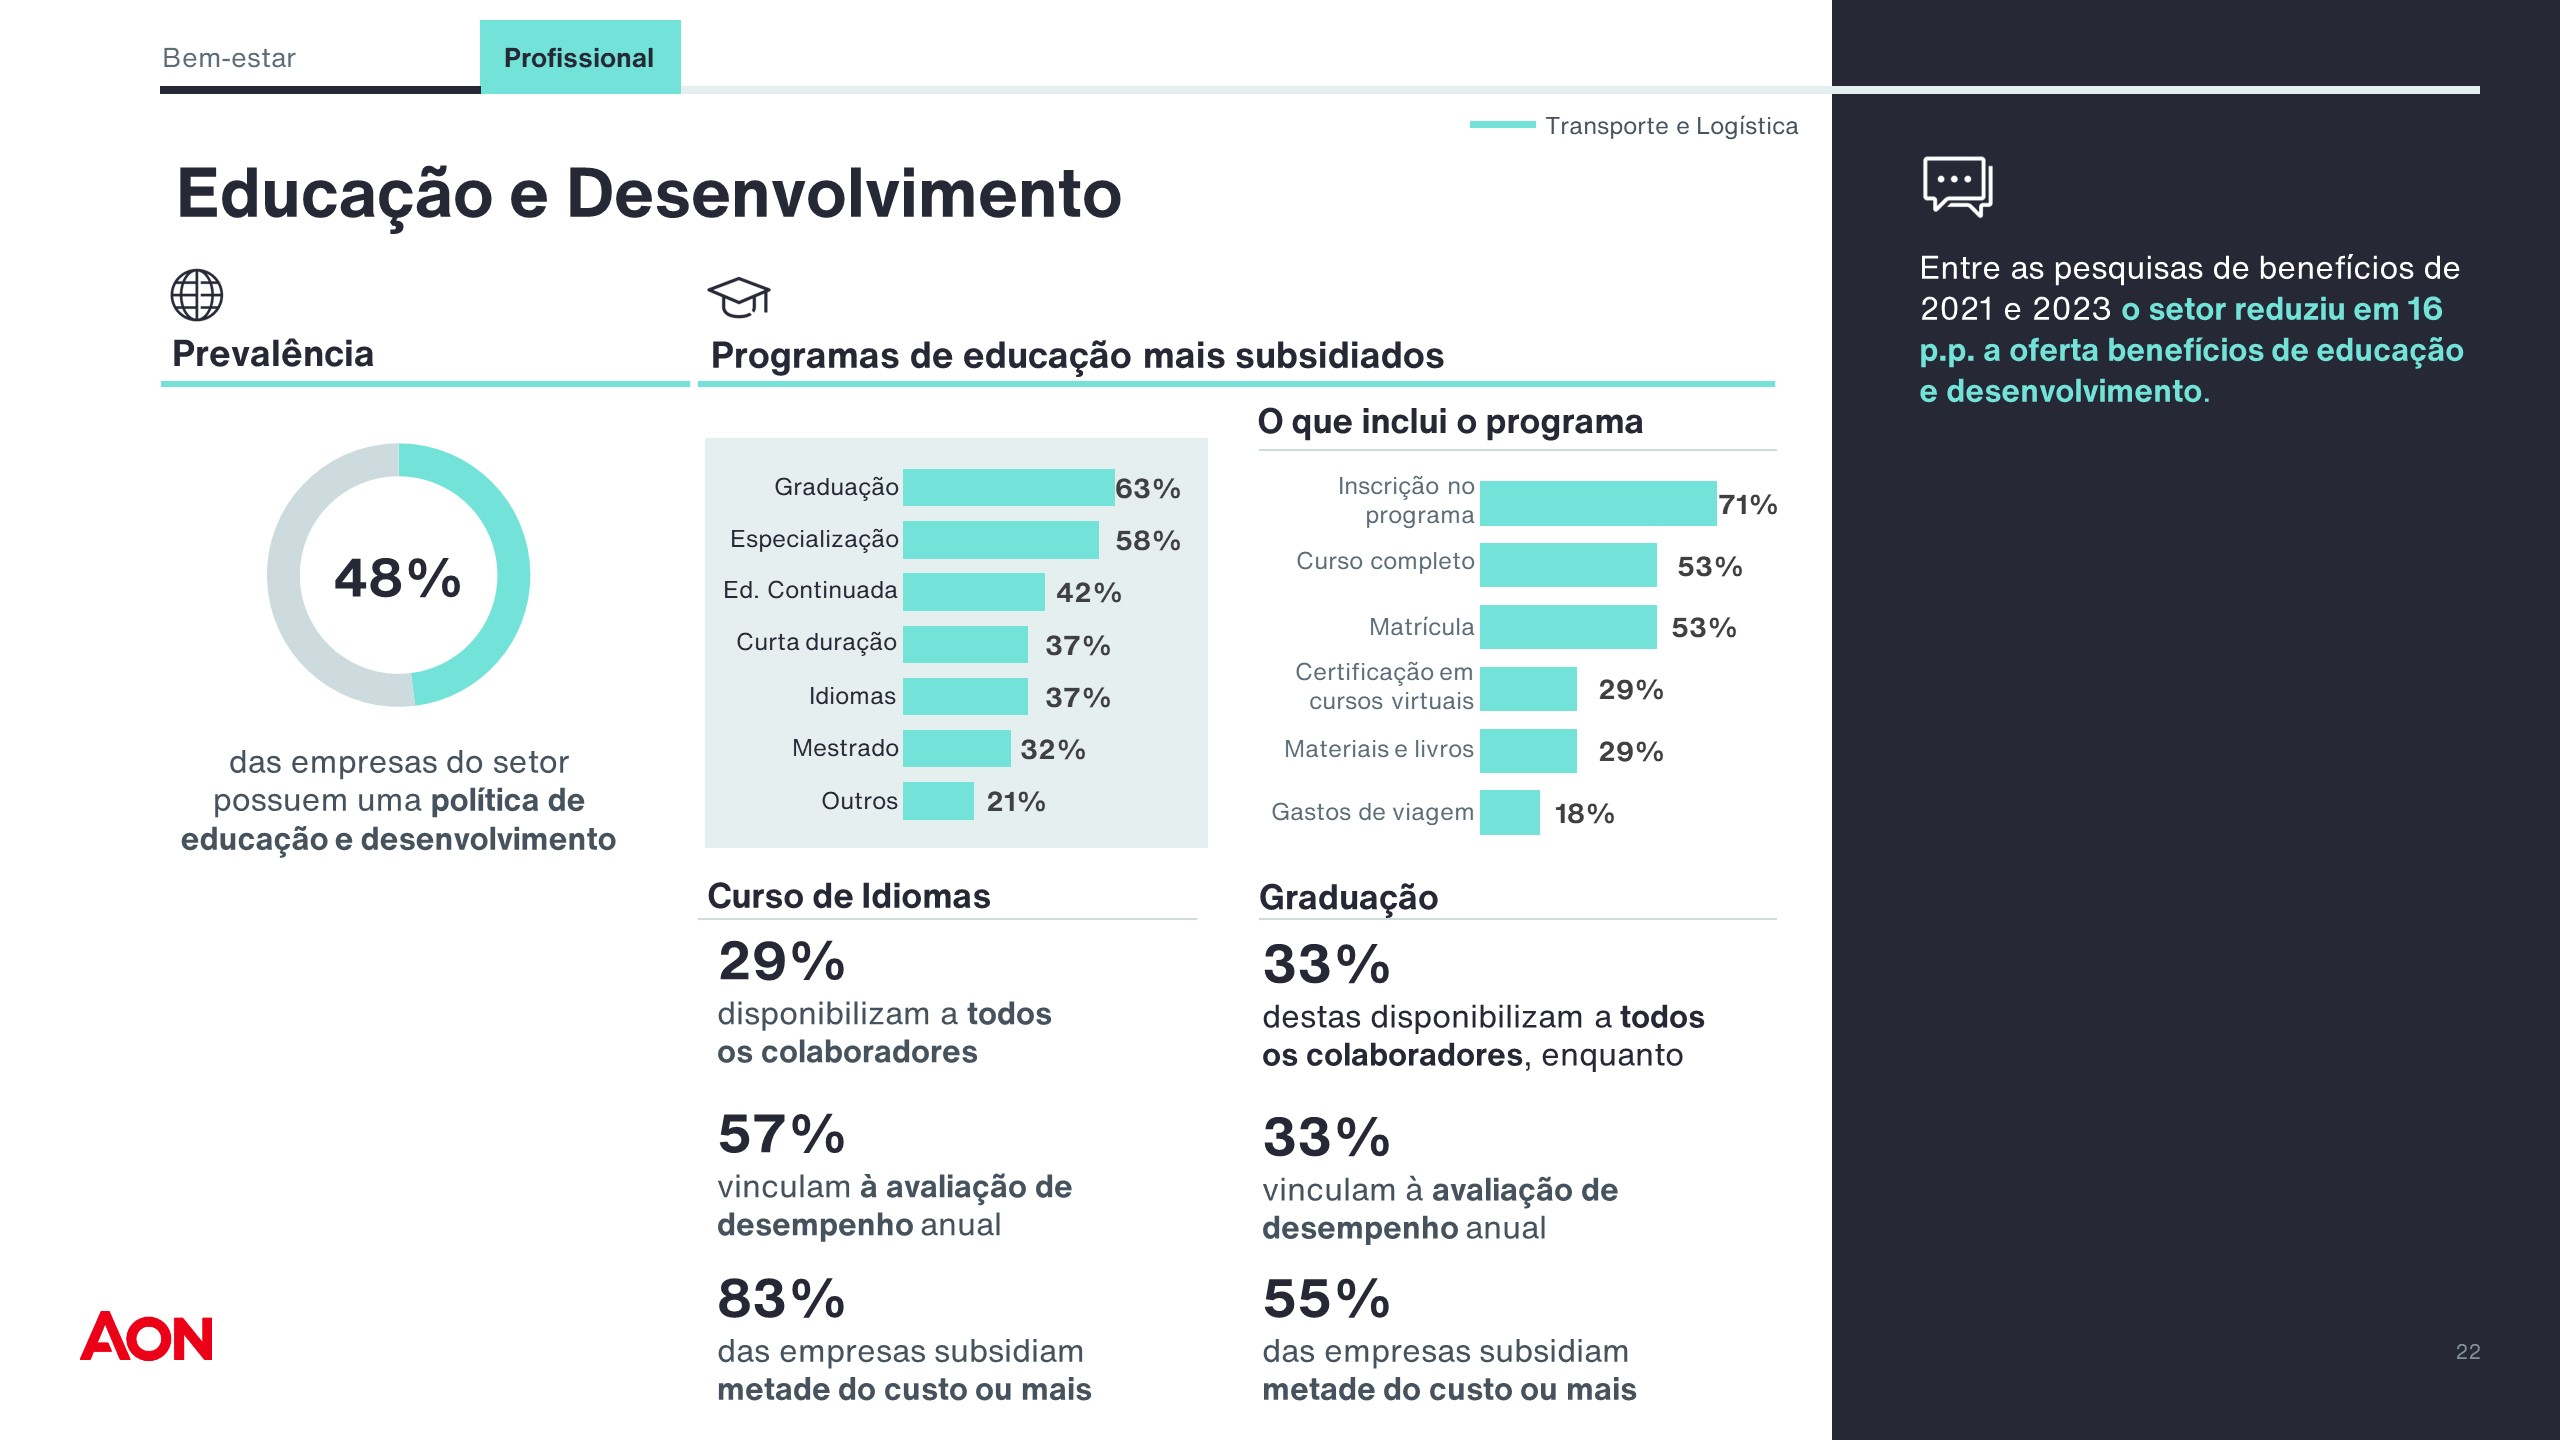 Bem-estar
Profissional
Transporte e Logística
Educação e Desenvolvimento
Prevalência
48%
das empresas do setor
possuem uma política de
educação e desenvolvimento
Programas de educação mais subsidiados
Graduação 63%
Especialização 58%
Ed. Continuada 42%
Curta duração 37%
Idiomas 37%
Mestrado 32%
Outros 21%
O que inclui o programa
Inscrição no
programa 71%
Curso completo 53%
Matrícula 53%
Certificação em
cursos virtuais 29%
Materiais e livros 29%
Gastos de viagem 18%
Curso de Idiomas
29%
disponibilizam a todos
os colaboradores
57%
vinculam à avaliação de
desempenho anual
83%
das empresas subsidiam
metade do custo ou mais
Graduação
33%
destas disponibilizam a todos
os colaboradores, enquanto
33%
vinculam à avaliação de
desempenho anual
55%
das empresas subsidiam
metade do custo ou mais
Entre as pesquisas de benefícios de
2021 e 2023 o setor reduziu em 16
p.p. a oferta benefícios de educação
e desenvolvimento.
AON
22